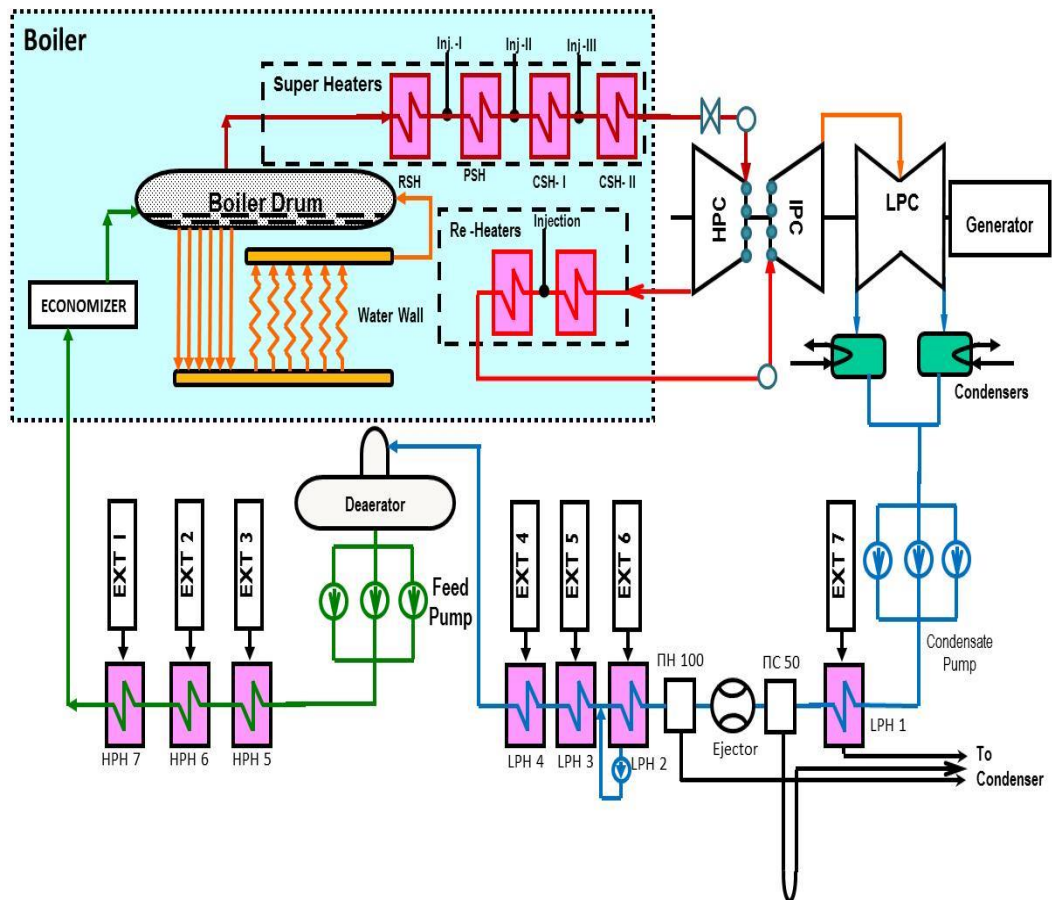 Boiler
Inj.-I
Inj-II
Inj-III
Super Heaters
RSH
PSH
CSH- I
CSH- II
Boiler Drum
Re -Heaters
Injection
HPC
IPC
LPC
Generator
ECONOMIZER
Water Wall
Condensers
Deaerator
EXT 1
EXT 2
EXT 3
Feed
Pump
EXT 4
EXT 5
EXT 6
EXT 7
Condensate
Pump
ПН 100
ПС 50
Ejector
HPH 7
HPH 6
HPH 5
LPH 4
LPH 3
LPH 2
LPH 1
To
Condenser